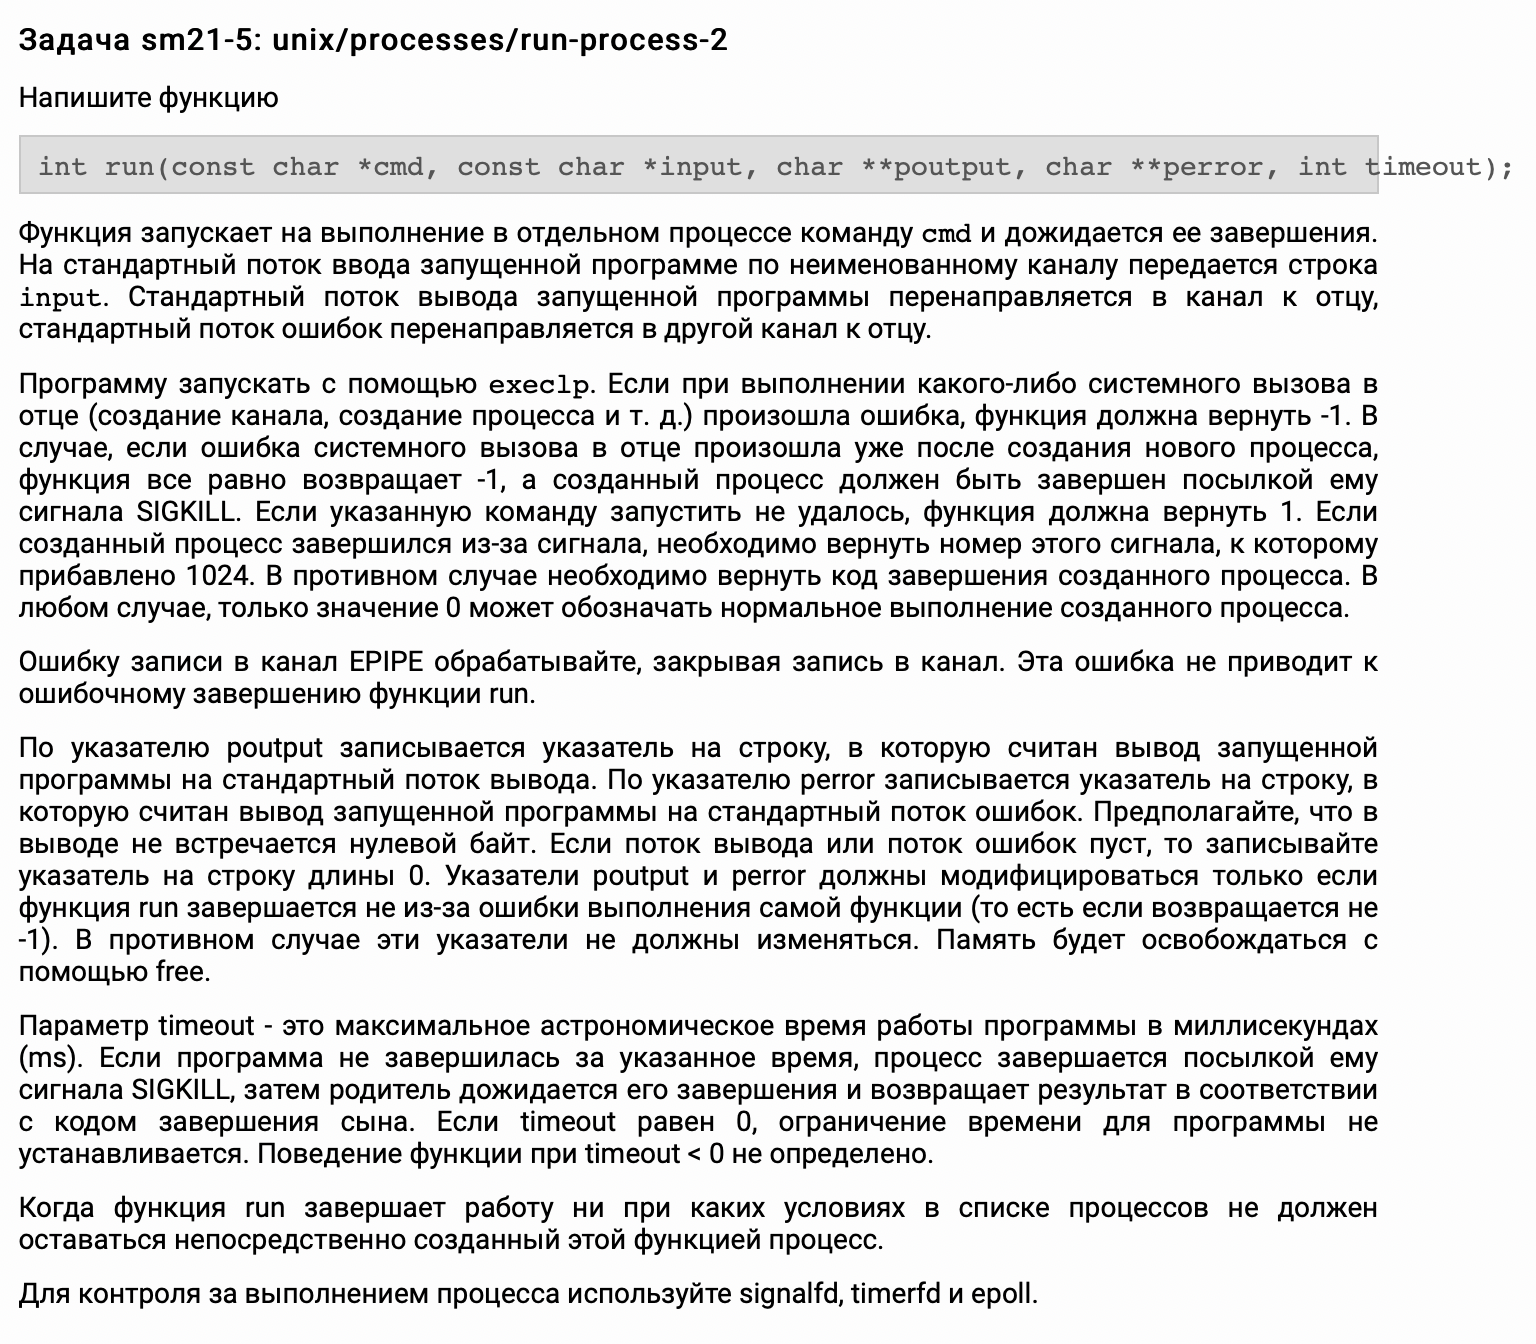 Задача sm21-5: unix/processes/run-process-2
Напишите функцию
int run(const char *cmd, const char *input, char **poutput, char **perror, int timeout);
Функция запускает на выполнение в отдельном процессе команду cmd и дожидается ее завершения.
На стандартный поток ввода запущенной программе по неименованному каналу передается строка
input. Стандартный поток вывода запущенной программы перенаправляется в канал к отцу,
стандартный поток ошибок перенаправляется в другой канал к отцу.
Программу запускать с помощью execlp. Если при выполнении какого-либо системного вызова в
отце (создание канала, создание процесса и т. д.) произошла ошибка, функция должна вернуть -1. В
случае, если ошибка системного вызова в отце произошла уже после создания нового процесса,
функция все равно возвращает -1, а созданный процесс должен быть завершен посылкой ему
сигнала SIGKILL. Если указанную команду запустить не удалось, функция должна вернуть 1. Если
созданный процесс завершился из-за сигнала, необходимо вернуть номер этого сигнала, к которому
прибавлено 1024. В противном случае необходимо вернуть код завершения созданного процесса. В
любом случае, только значение 0 может обозначать нормальное выполнение созданного процесса.
Ошибку записи в канал EPIPE обрабатывайте, закрывая запись в канал. Эта ошибка не приводит к
ошибочному завершению функции run.
По указателю poutput записывается указатель на строку, в которую считан вывод запущенной
программы на стандартный поток вывода. По указателю perror записывается указатель на строку, в
которую считан вывод запущенной программы на стандартный поток ошибок. Предполагайте, что в
выводе не встречается нулевой байт. Если поток вывода или поток ошибок пуст, то записывайте
указатель на строку длины 0. Указатели poutput и perror должны модифицироваться только если
функция run завершается не из-за ошибки выполнения самой функции (то есть если возвращается не
-1). В противном случае эти указатели не должны изменяться. Память будет освобождаться с
помощью free.
Параметр timeout - это максимальное астрономическое время работы программы в миллисекундах
(ms). Если программа не завершилась за указанное время, процесс завершается посылкой ему
сигнала SIGKILL, затем родитель дожидается его завершения и возвращает результат в соответствии
с кодом завершения сына. Если timeout равен 0, ограничение времени для программы не
устанавливается. Поведение функции при timeout < 0 не определено.
Когда функция run завершает работу ни при каких условиях в списке процессов не должен
оставаться непосредственно созданный этой функцией процесс.
Для контроля за выполнением процесса используйте signalfd, timerfd и epoll.